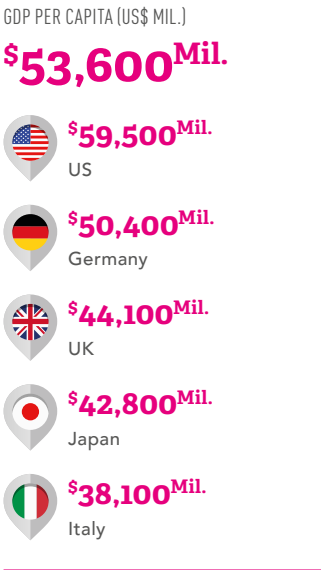 GDP PER CAPITA (US$ MIL.)
$53,600Mil.
$59,500Mil.
US
$50,400Mil.
Germany
$44,100Mil.
UK
$42,800Mil.
Japan
$38,100Mil.
Italy